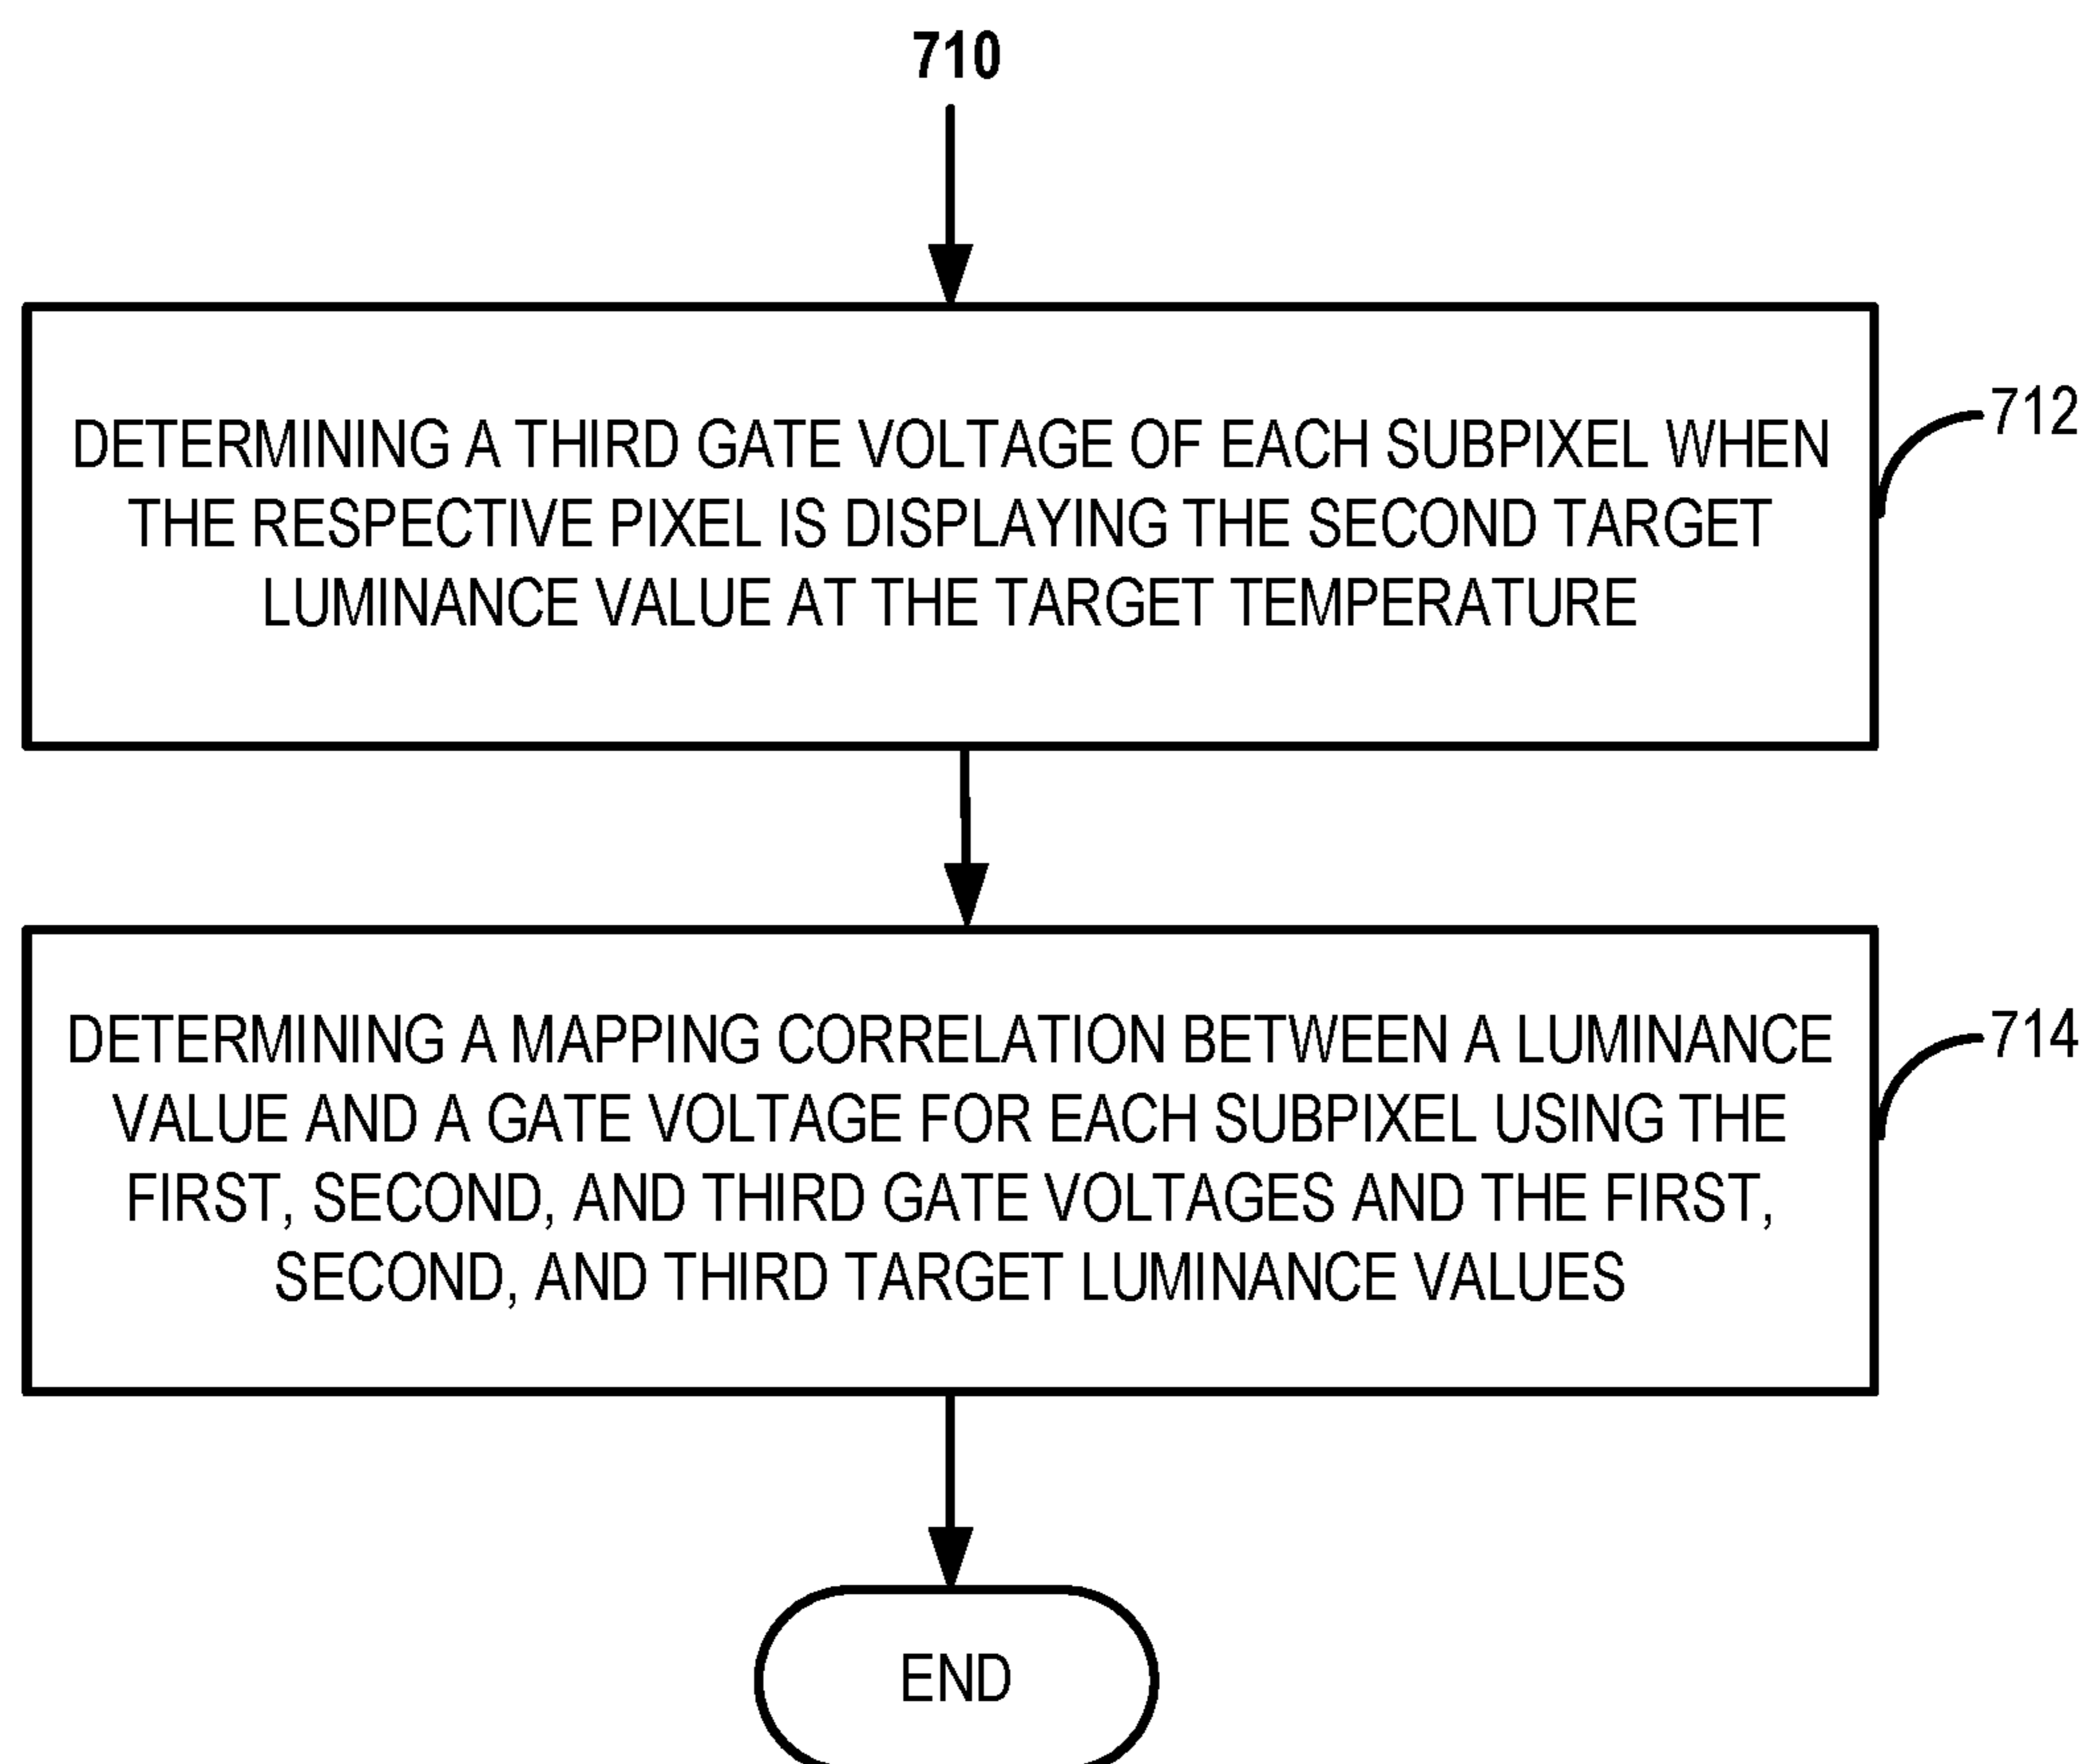 710
DETERMINING A THIRD GATE VOLTAGE OF EACH SUBPIXEL WHEN
THE RESPECTIVE PIXEL IS DISPLAYING THE SECOND TARGET
LUMINANCE VALUE AT THE TARGET TEMPERATURE
712
DETERMINING A MAPPING CORRELATION BETWEEN A LUMINANCE
VALUE AND A GATE VOLTAGE FOR EACH SUBPIXEL USING THE
FIRST, SECOND, AND THIRD GATE VOLTAGES AND THE FIRST,
SECOND, AND THIRD TARGET LUMINANCE VALUES
714
END